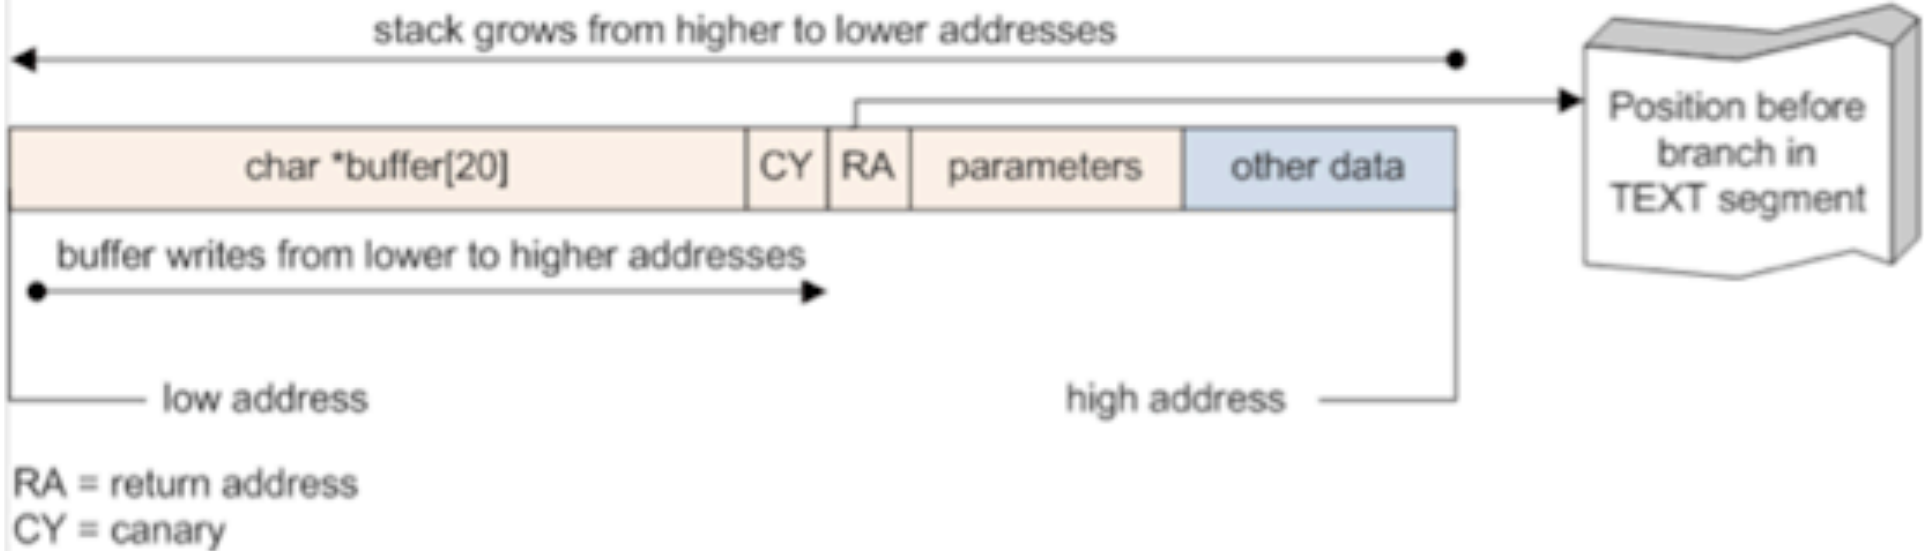 stack grows from higher to lower addresses
Position before
branch in
TEXT segment
char *buffer[20]
CY
RA
parameters
other data
buffer writes from lower to higher addresses
low address
high address
RA = return address
CY = canary